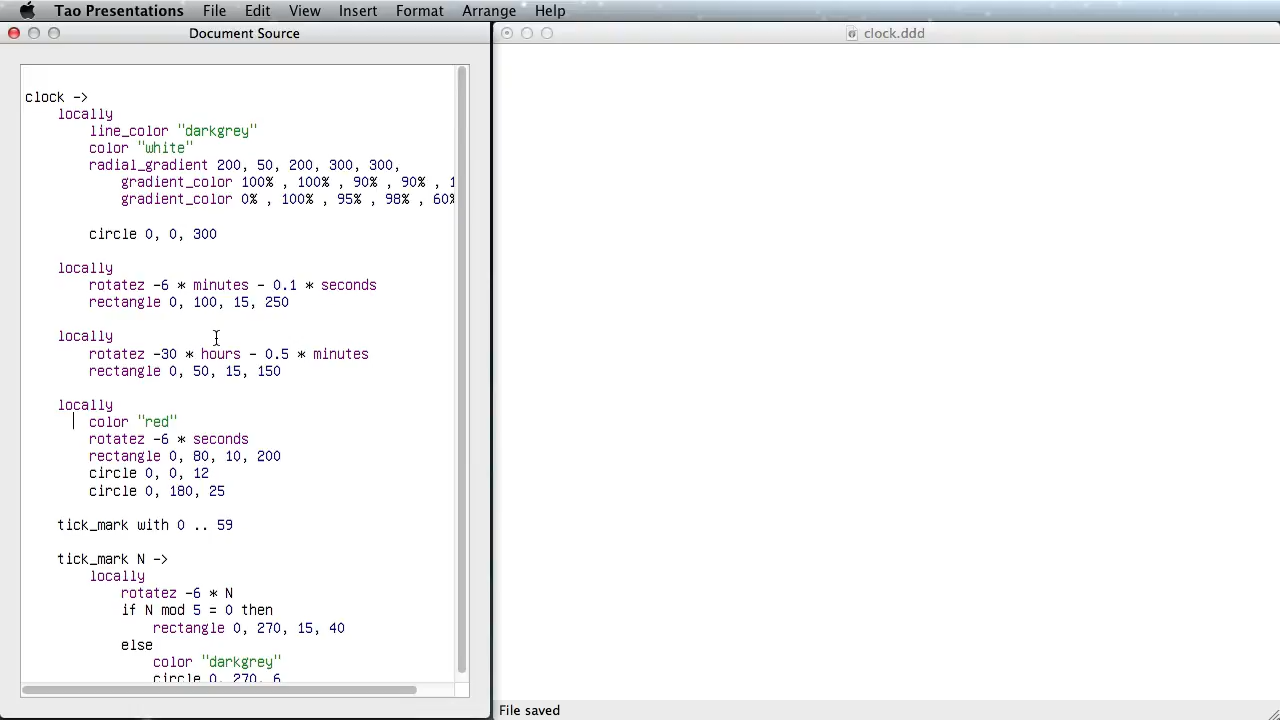 Tao Presentations File Edit View Insert Format Arrange Help
Document Source
clock.ddd
clock ->
locally
line_color "darkgrey"
color "white"
radial_gradient 200, 50, 200, 300, 300,
gradient_color 100% , 100% , 90% , 90% , 1
gradient_color 0% , 100% , 95% , 98% , 60%
circle 0, 0, 300
locally
rotatez -6 * minutes - 0.1 * seconds
rectangle 0, 100, 15, 250
locally
rotatez -30 * hours - 0.5 * minutes
rectangle 0, 50, 15, 150
locally
color "red"
rotatez -6 * seconds
rectangle 0, 80, 10, 200
circle 0, 0, 12
circle 0, 180, 25
tick_mark with 0 .. 59
tick_mark N ->
locally
rotatez -6 * N
if N mod 5 = 0 then
rectangle 0, 270, 15, 40
else
color "darkgrey"
circle 0, 270, 6
File saved